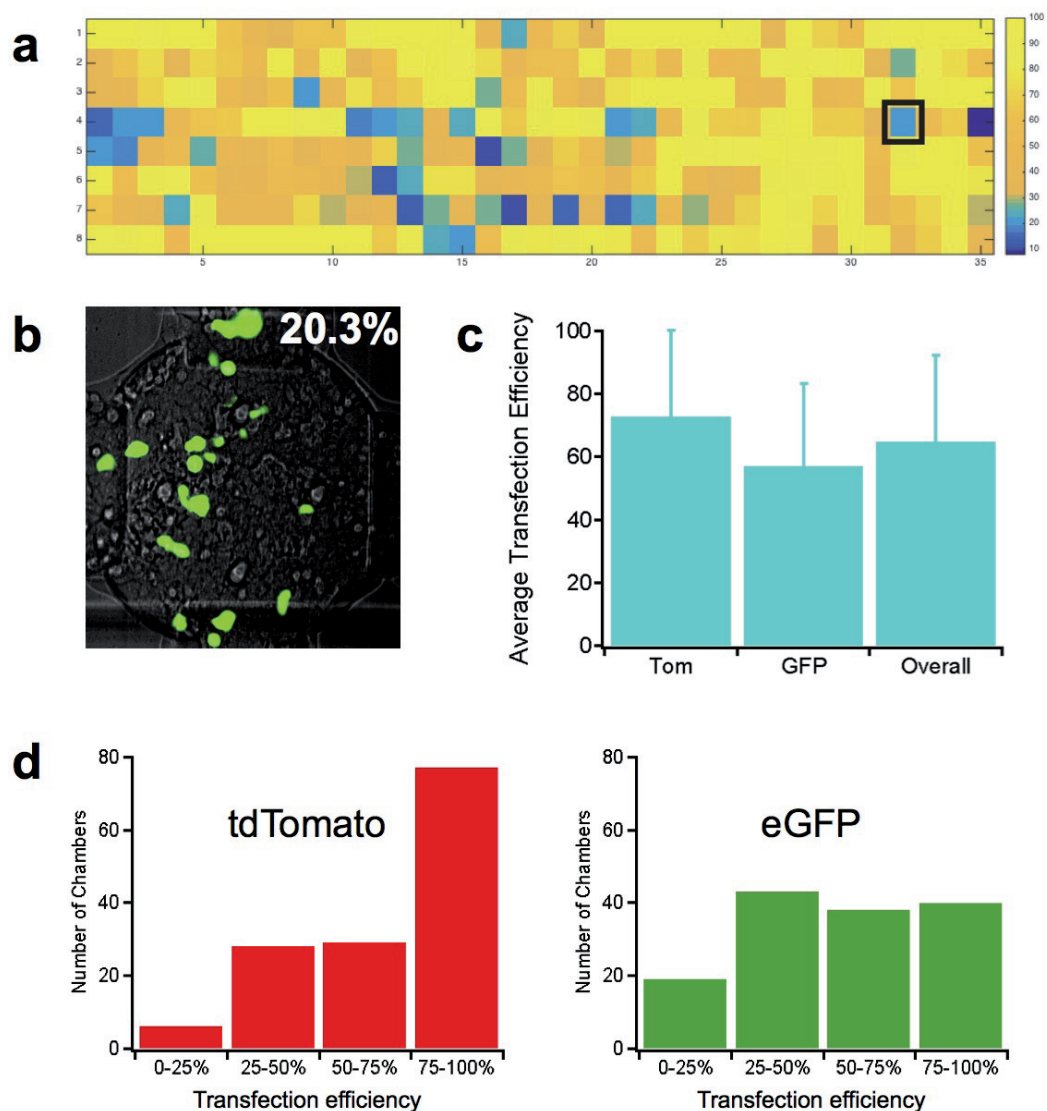 a
1
2
3
4
5
6
7
8
5 10 15 20 25 30 35
100
90
80
70
60
50
40
30
20
10
b
20.3%
c
Average Transfection Efficiency
100
80
60
40
20
0
Tom GFP Overall
d
Number of Chambers
80
60
40
20
0
tdTomato
0-25% 25-50% 50-75% 75-100%
Transfection efficiency
Number of Chambers
80
60
40
20
0
eGFP
0-25% 25-50% 50-75% 75-100%
Transfection efficiency